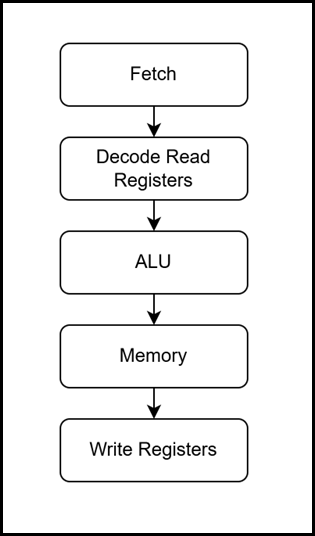 Fetch
Decode Read
Registers
ALU
Memory
Write Registers